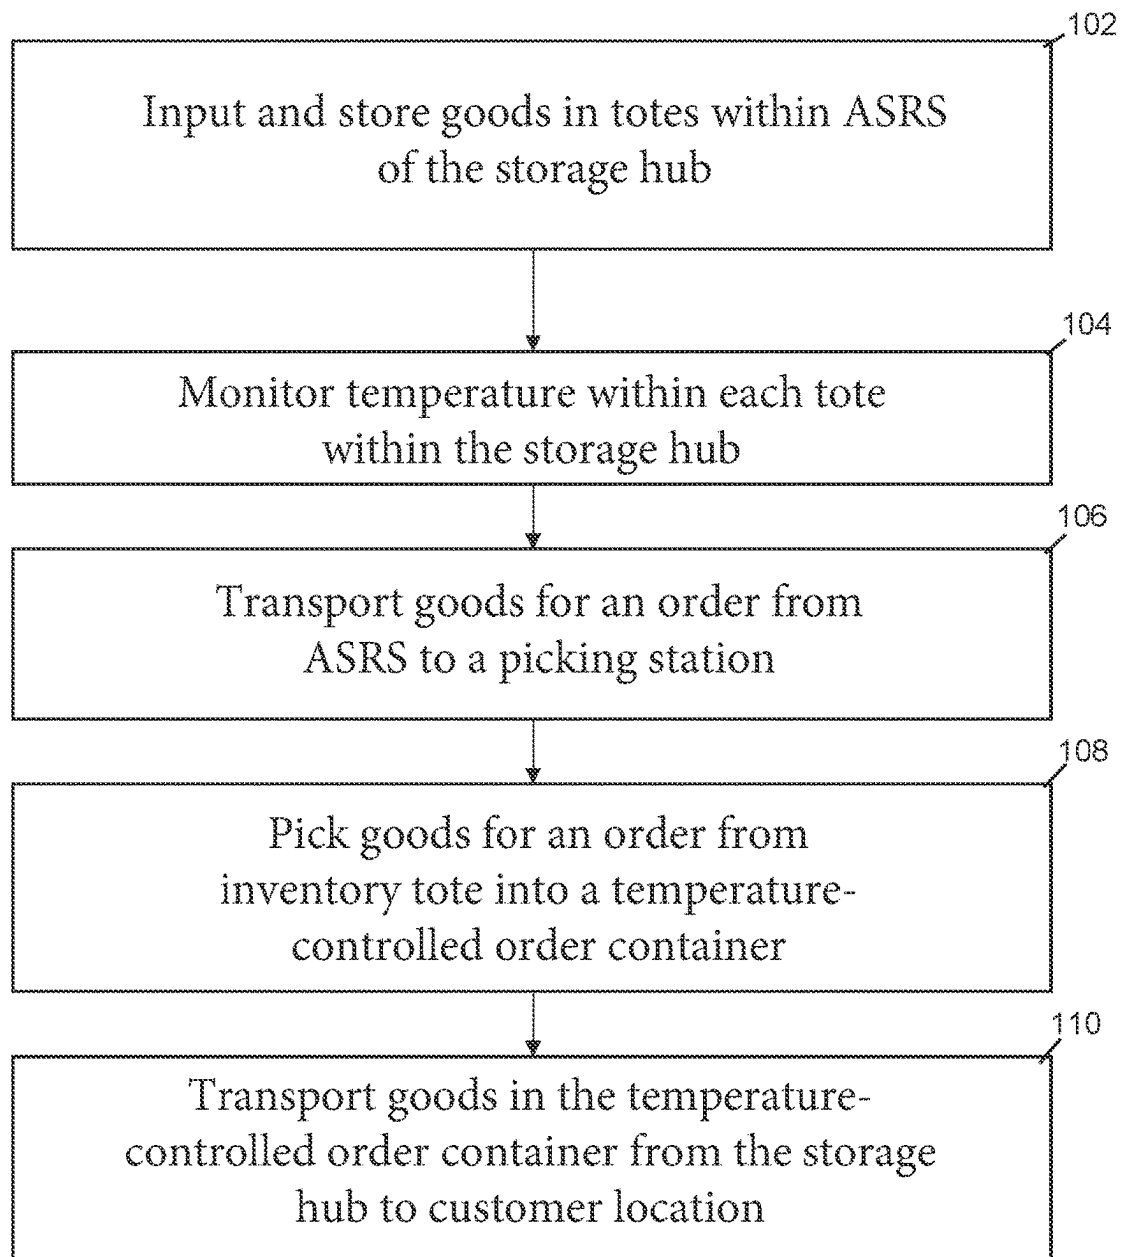 102
Input and store goods in totes within ASRS
of the storage hub
104
Monitor temperature within each tote
within the storage hub
106
Transport goods for an order from
ASRS to a picking station
108
Pick goods for an order from
inventory tote into a temperature-
controlled order container
110
Transport goods in the temperature-
controlled order container from the storage
hub to customer location